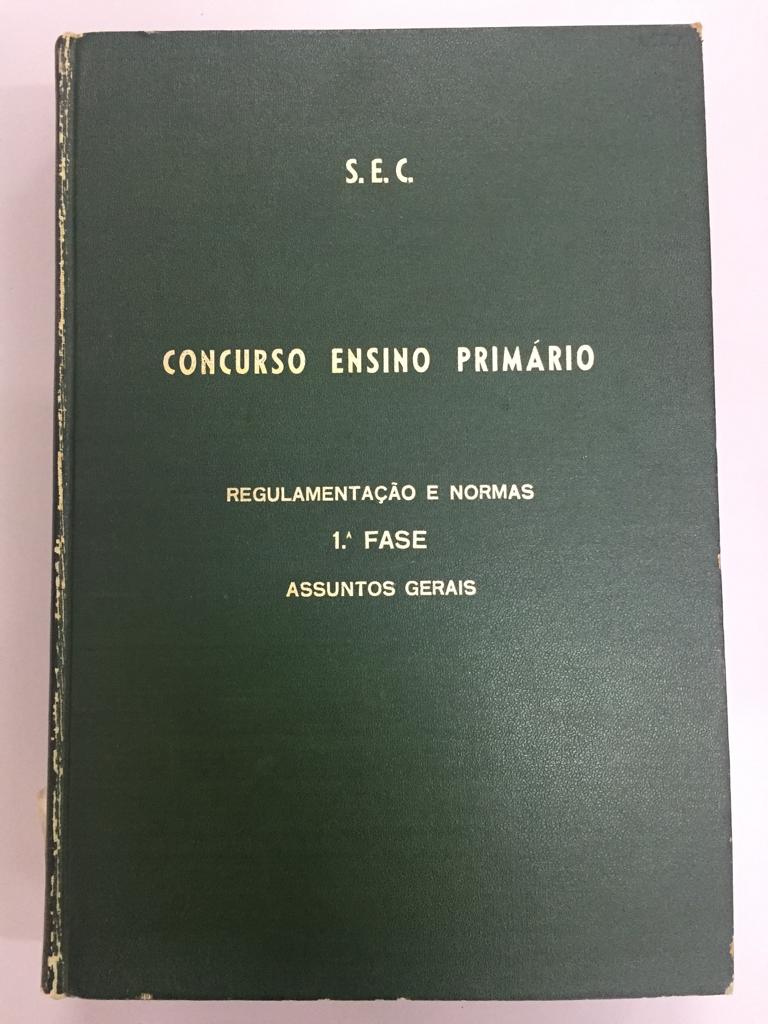 S. E. C.
CONCURSO ENSINO PRIMÁRIO
REGULAMENTAÇÃO E NORMAS
1.ᴬ FASE
ASSUNTOS GERAIS